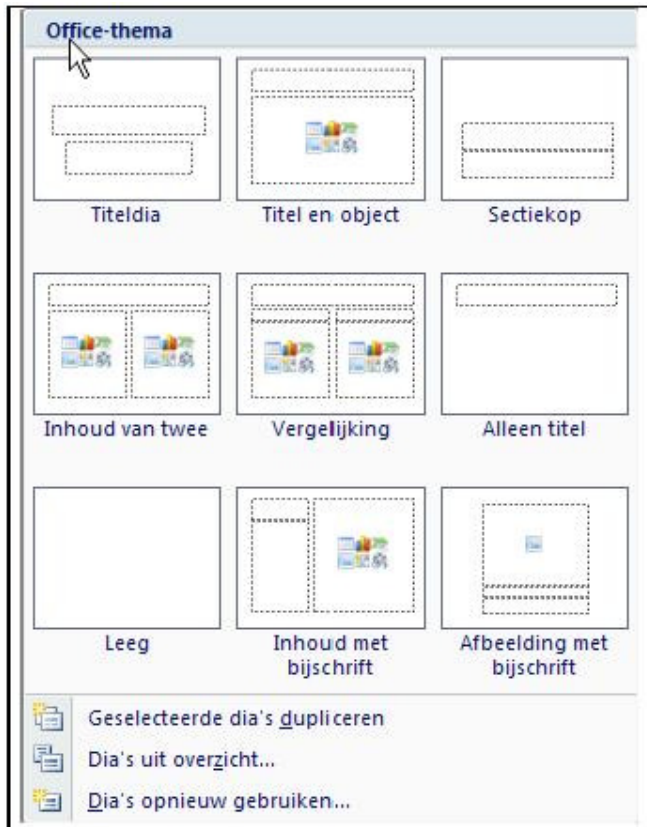 Office-thema
Titeldia
Titel en object
Sectiekop
Inhoud van twee
Vergelijking
Alleen titel
Leeg
Inhoud met
bijschrift
Afbeelding met
bijschrift
Geselecteerde dia's dupliceren
Dia's uit overzicht...
Dia's opnieuw gebruiken...